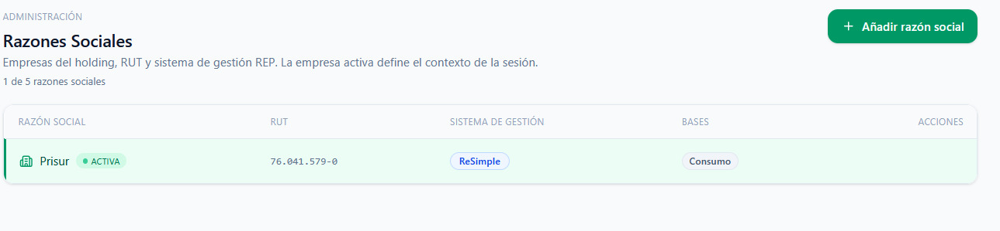 ADMINISTRACIÓN
+ Añadir razón social
Razones Sociales
Empresas del holding, RUT y sistema de gestión REP. La empresa activa define el contexto de la sesión.
1 de 5 razones sociales
RAZÓN SOCIAL RUT SISTEMA DE GESTIÓN BASES ACCIONES
Prisur ACTIVA 76.041.579-0 ReSimple Consumo